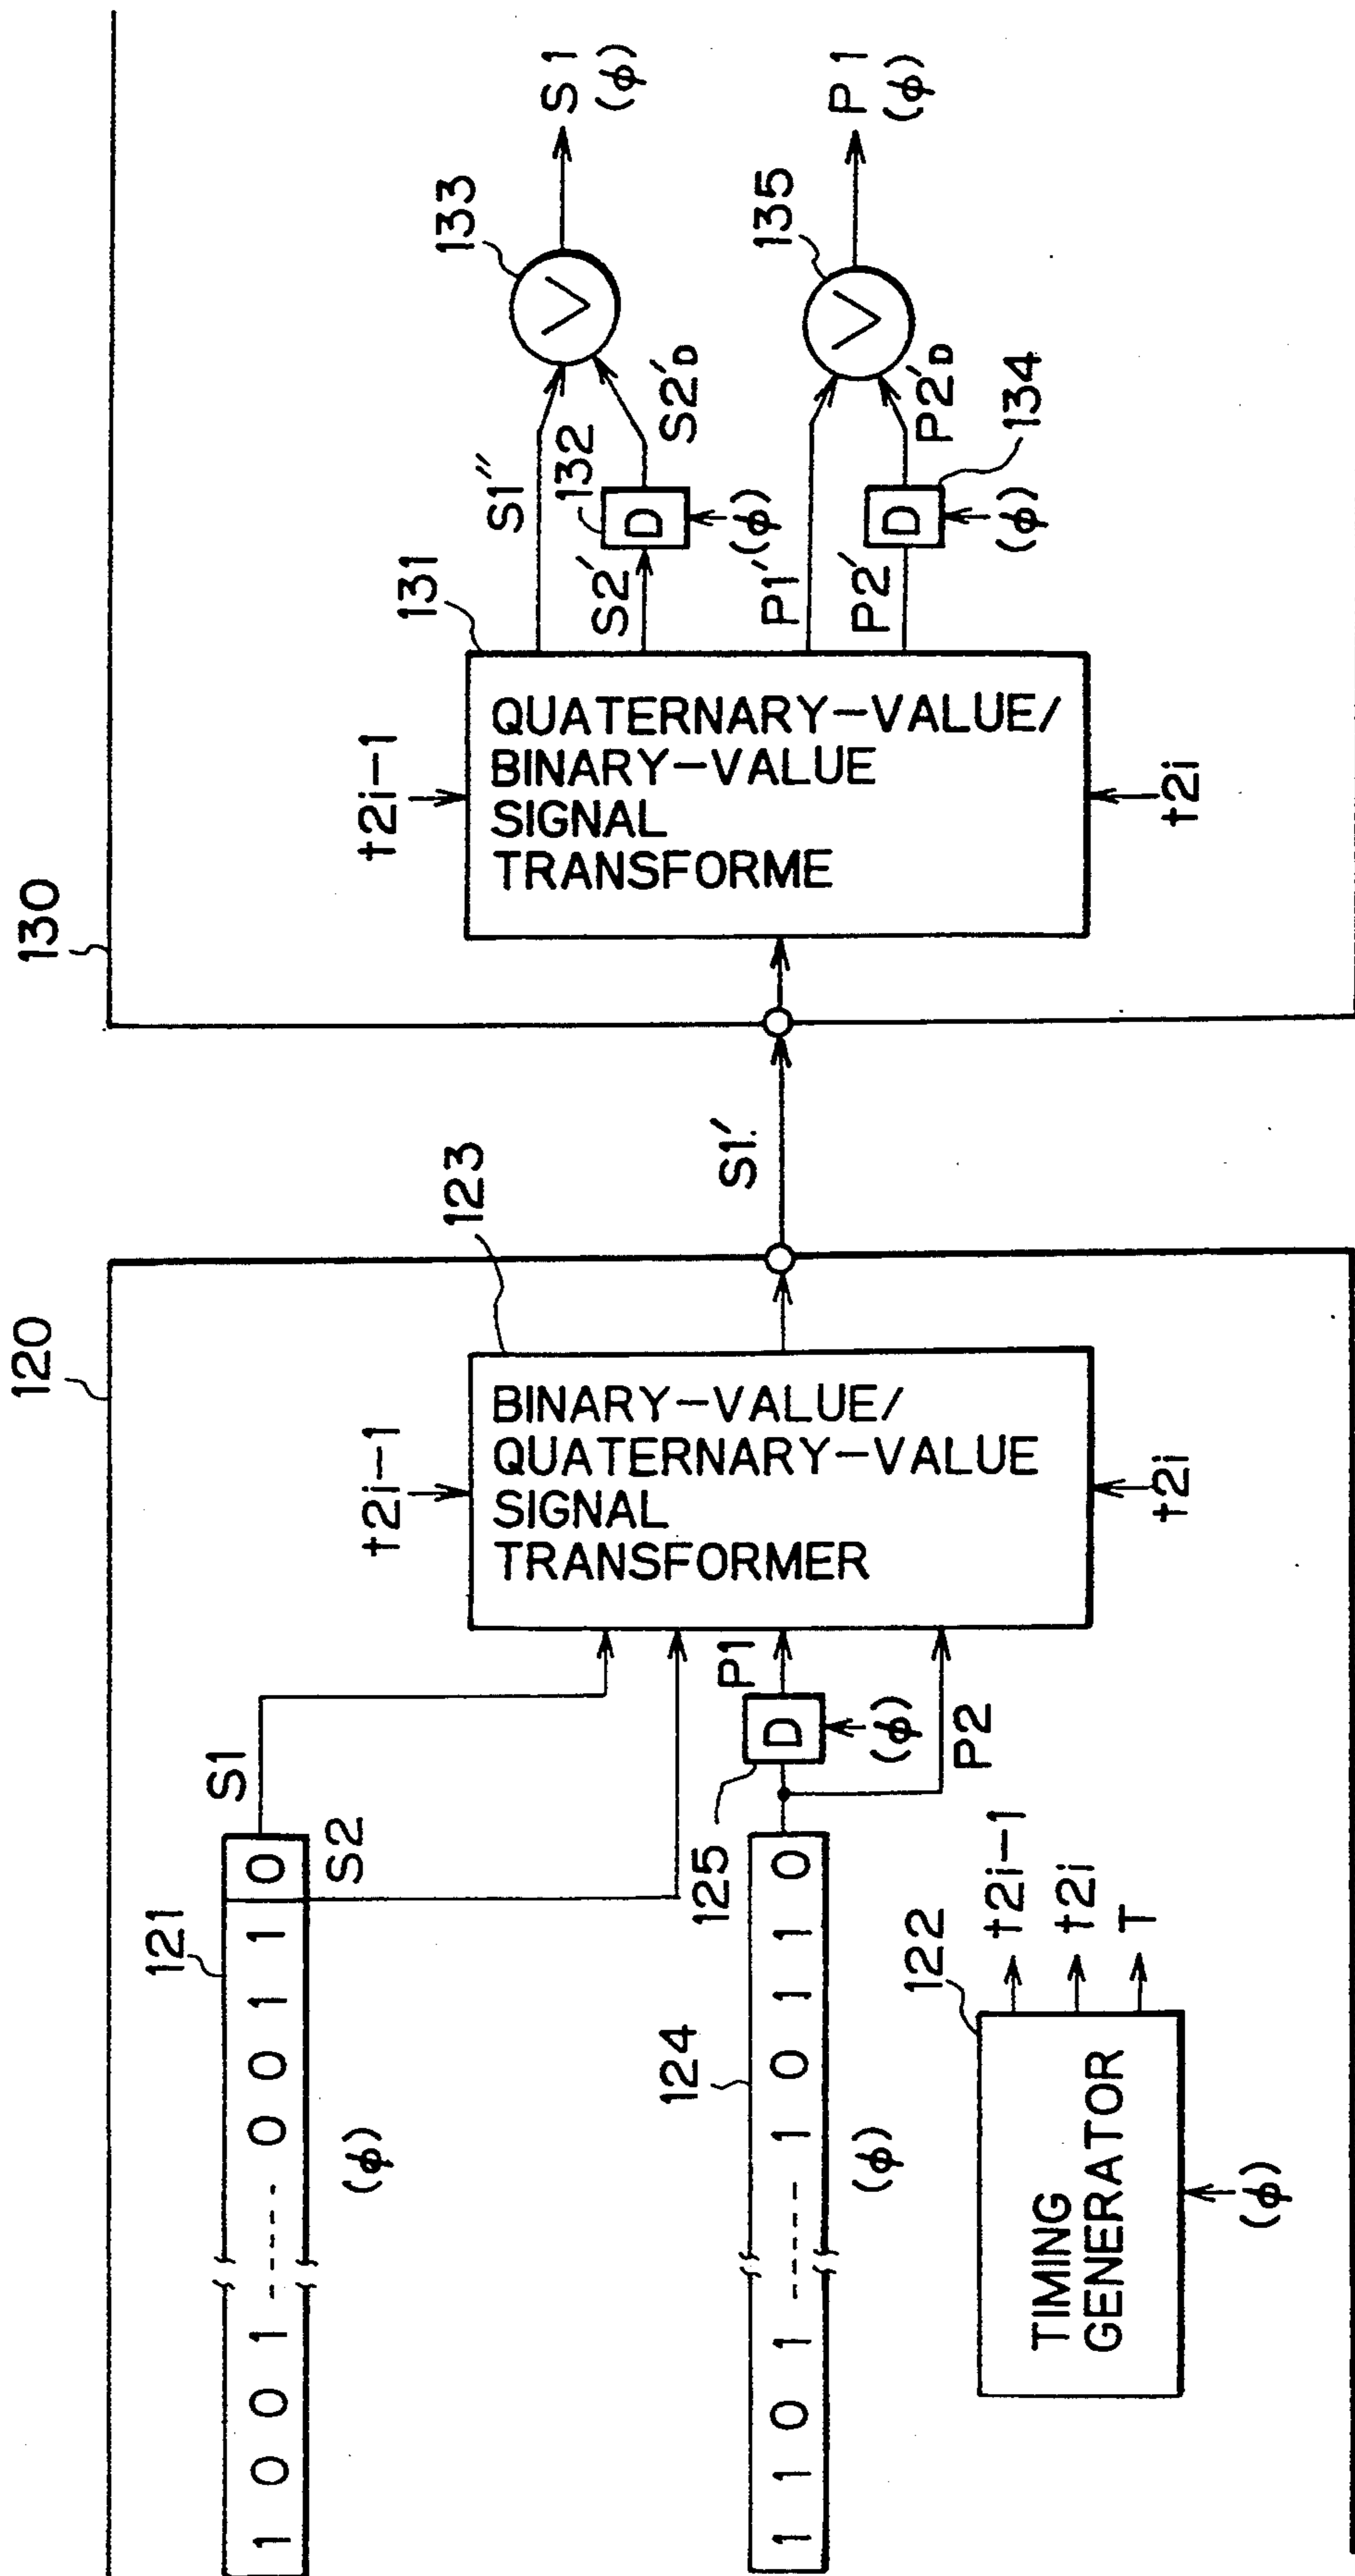 120
121
1 0 0 1 ----- 0 0 1 1 0
(φ)
S1
S2
124
1 1 0 1 ----- 1 0 1 1 0
(φ)
125
D
(φ)
P1
P2
122
TIMING
GENERATOR
(φ)
t2i-1
t2i
T
123
t2i-1
BINARY-VALUE/
QUATERNARY-VALUE
SIGNAL
TRANSFORMER
t2i
S1'
130
131
t2i-1
QUATERNARY-VALUE/
BINARY-VALUE
SIGNAL
TRANSFORME
t2i
S1''
S2'
132
D
(φ)
S2'D
133
V
S1
(φ)
P1'
P2'
D
(φ)
134
P2'D
135
V
P1
(φ)